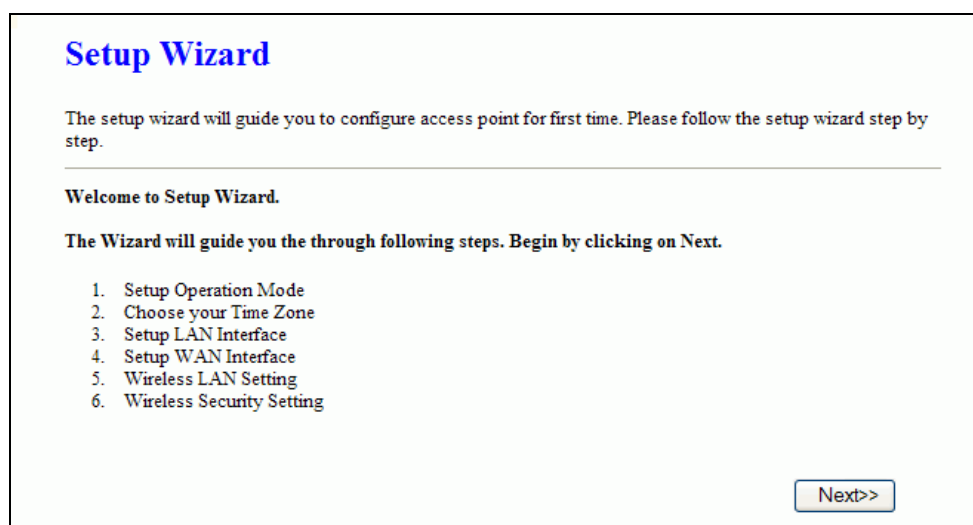 Setup Wizard
The setup wizard will guide you to configure access point for first time. Please follow the setup wizard step by
step.
Welcome to Setup Wizard.
The Wizard will guide you the through following steps. Begin by clicking on Next.
1. Setup Operation Mode
2. Choose your Time Zone
3. Setup LAN Interface
4. Setup WAN Interface
5. Wireless LAN Setting
6. Wireless Security Setting
Next>>